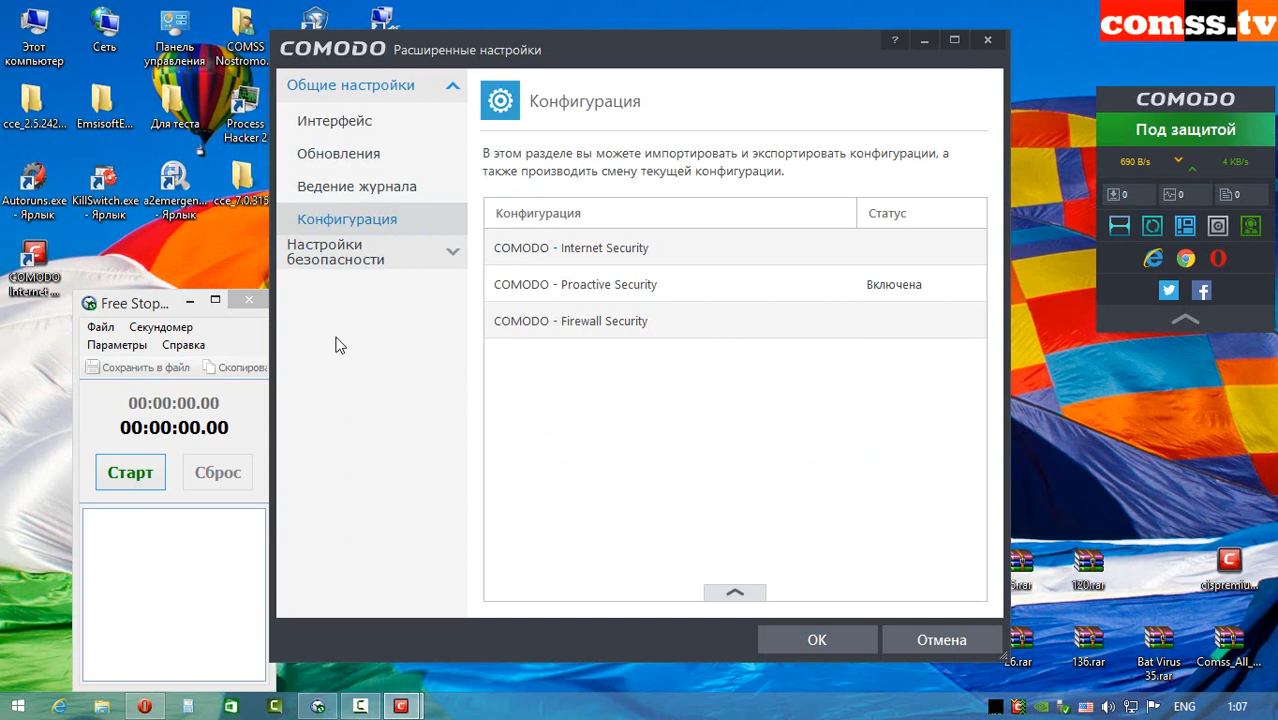 comss.tv
Этот
компьютер
Сеть
Панель
управления
COMSS
Nostromo...
cce_2.5.242...
EmsisoftE...
Для теста
Process
Hacker 2
Autoruns.exe
- Ярлык
KillSwitch.exe
- Ярлык
a2emergen...
- Ярлык
cce_7.0.315...
COMODO
Internet ...
Free Stop...
Файл
Секундомер
Параметры
Справка
Сохранить в файл
Скопирова
00:00:00.00
00:00:00.00
Старт
Сброс
COMODO Расширенные настройки
?
Общие настройки
Интерфейс
Обновления
Ведение журнала
Конфигурация
Настройки
безопасности
Конфигурация
В этом разделе вы можете импортировать и экспортировать конфигурации, а
также производить смену текущей конфигурации.
Конфигурация Статус
COMODO - Internet Security
COMODO - Proactive Security Включена
COMODO - Firewall Security
OK
Отмена
COMODO
Под защитой
690 B/s
4 KB/s
0
0
0
120.rar
cispremiu...
136.rar
Bat Virus
35.rar
Comss_All_...
ENG
1:07